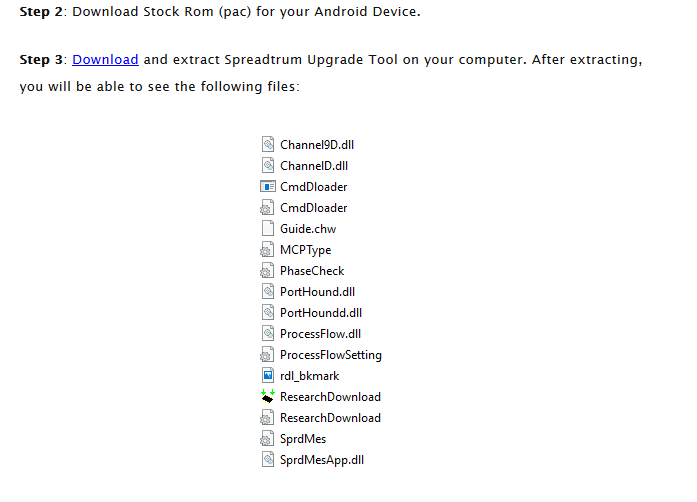 Step 2: Download Stock Rom (pac) for your Android Device.
Step 3: Download and extract Spreadtrum Upgrade Tool on your computer. After extracting,
you will be able to see the following files:
Channel9D.dll
ChannelD.dll
CmdDloader
CmdDloader
Guide.chw
MCPType
PhaseCheck
PortHound.dll
PortHoundd.dll
ProcessFlow.dll
ProcessFlowSetting
rdl_bkmark
ResearchDownload
ResearchDownload
SprdMes
SprdMesApp.dll